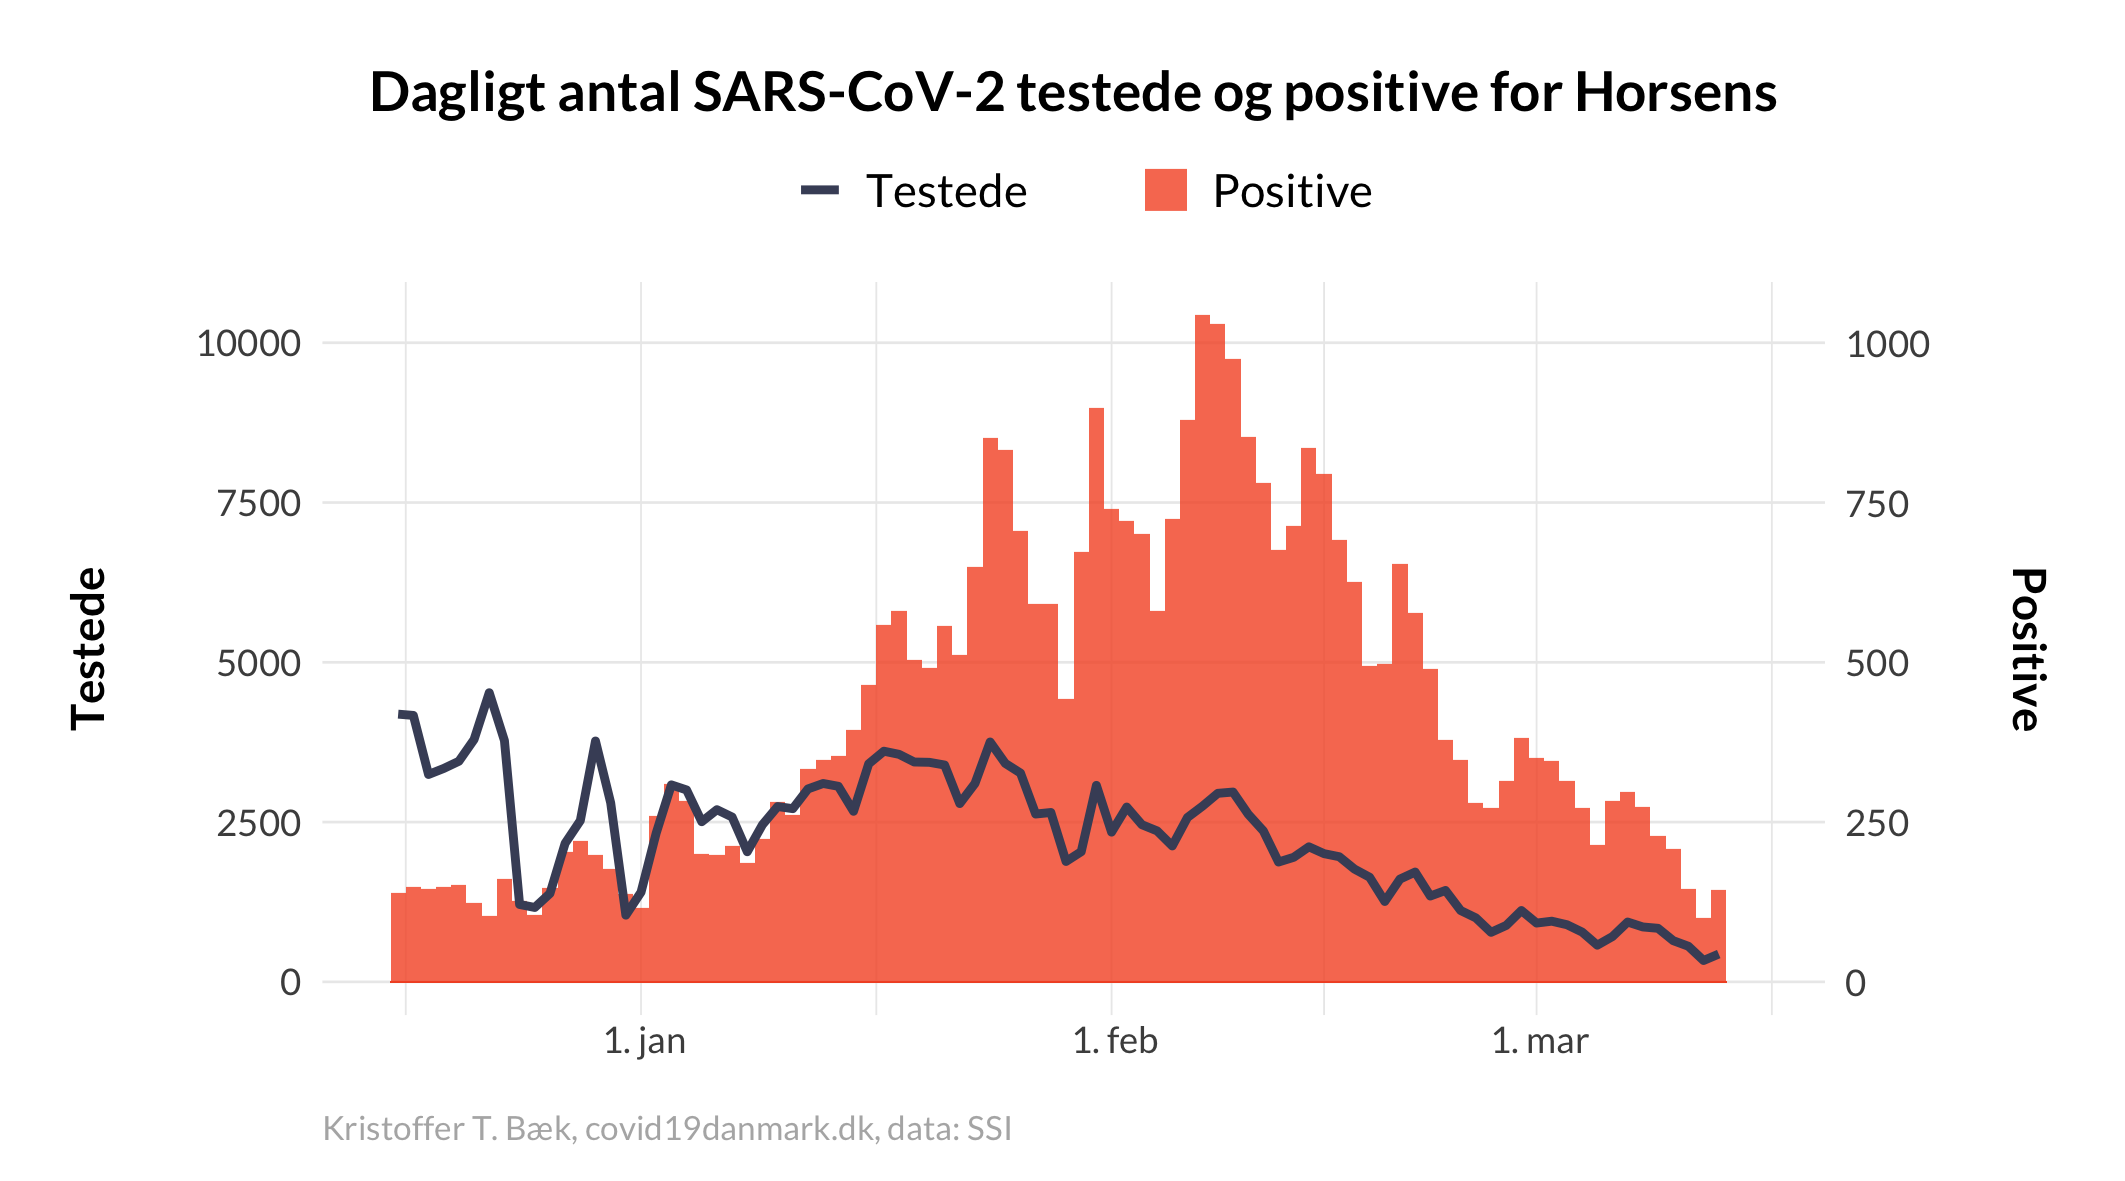 Dagligt antal SARS-CoV-2 testede og positive for Horsens
Testede Positive
10000 1000
7500 750
5000 500
2500 250
0 0
Testede
Positive
1. jan 1. feb 1. mar
Kristoffer T. Bæk, covid19danmark.dk, data: SSI